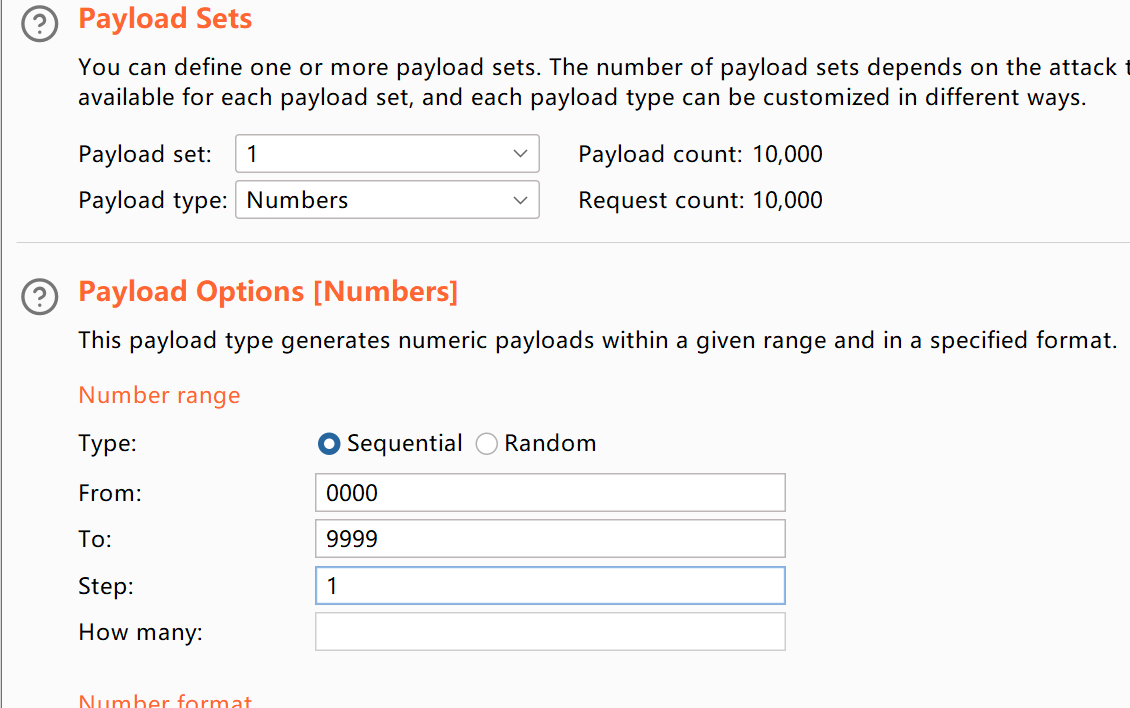 Payload Sets
You can define one or more payload sets. The number of payload sets depends on the attack
available for each payload set, and each payload type can be customized in different ways.
Payload set: 1 Payload count: 10,000
Payload type: Numbers Request count: 10,000
Payload Options [Numbers]
This payload type generates numeric payloads within a given range and in a specified format.
Number range
Type: Sequential Random
From: 0000
To: 9999
Step: 1
How many:
Number format